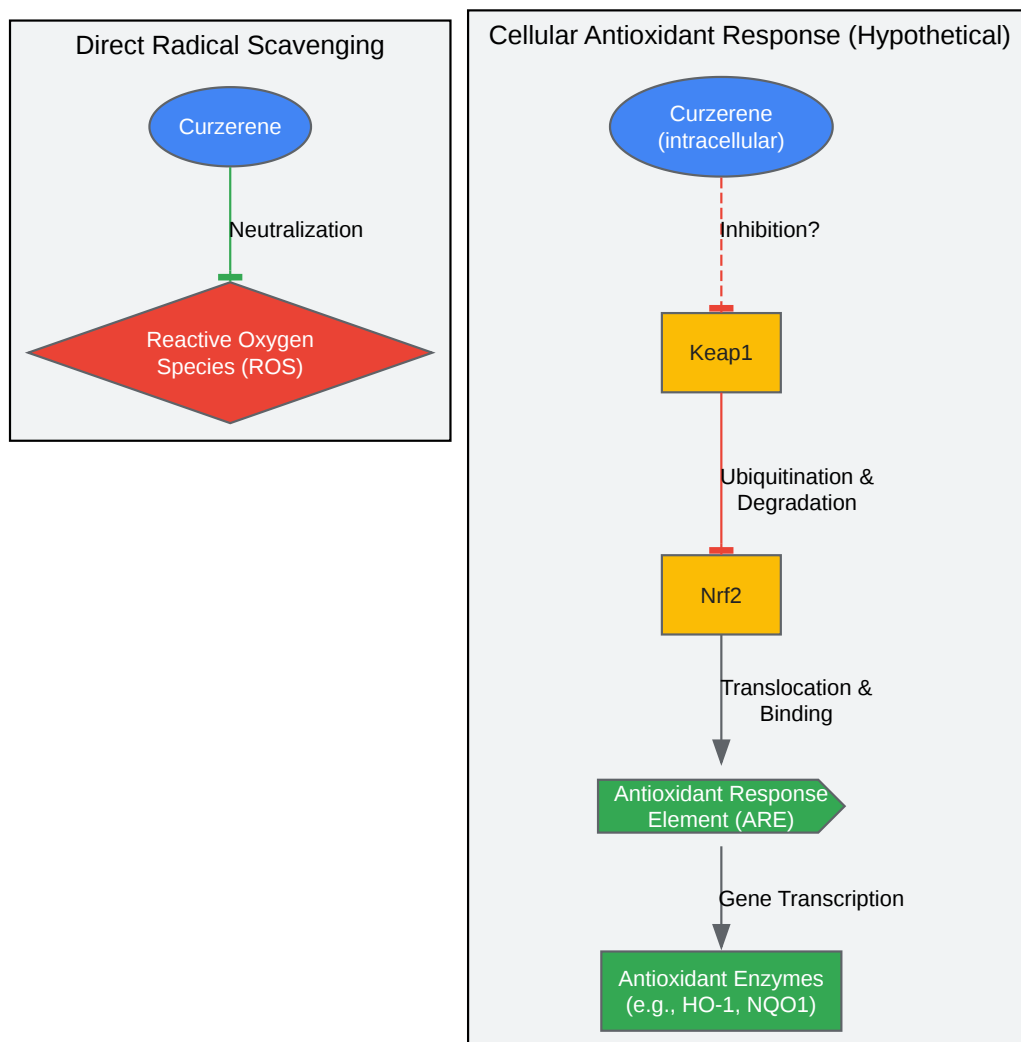 Direct Radical Scavenging
Curzerene
Neutralization
Reactive Oxygen
Species (ROS)
Cellular Antioxidant Response (Hypothetical)
Curzerene
(intracellular)
Inhibition?
Keap1
Ubiquitination &
Degradation
Nrf2
Translocation &
Binding
Antioxidant Response
Element (ARE)
Gene Transcription
Antioxidant Enzymes
(e.g., HO-1, NQO1)